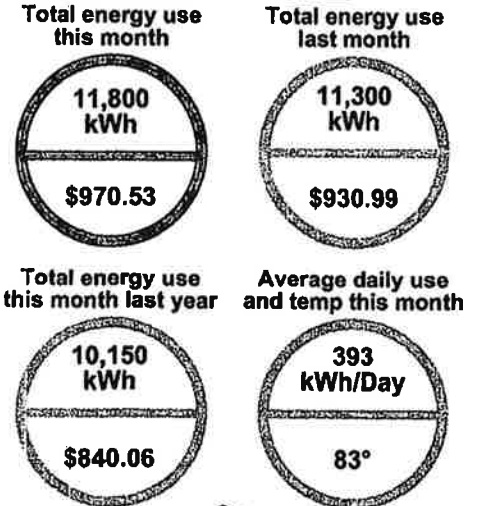 Total energy use
this month
11,800
kWh
$970.53
Total energy use
last month
11,300
kWh
$930.99
Total energy use
this month last year
10,150
kWh
$840.06
Average daily use
and temp this month
393
kWh/Day
83°